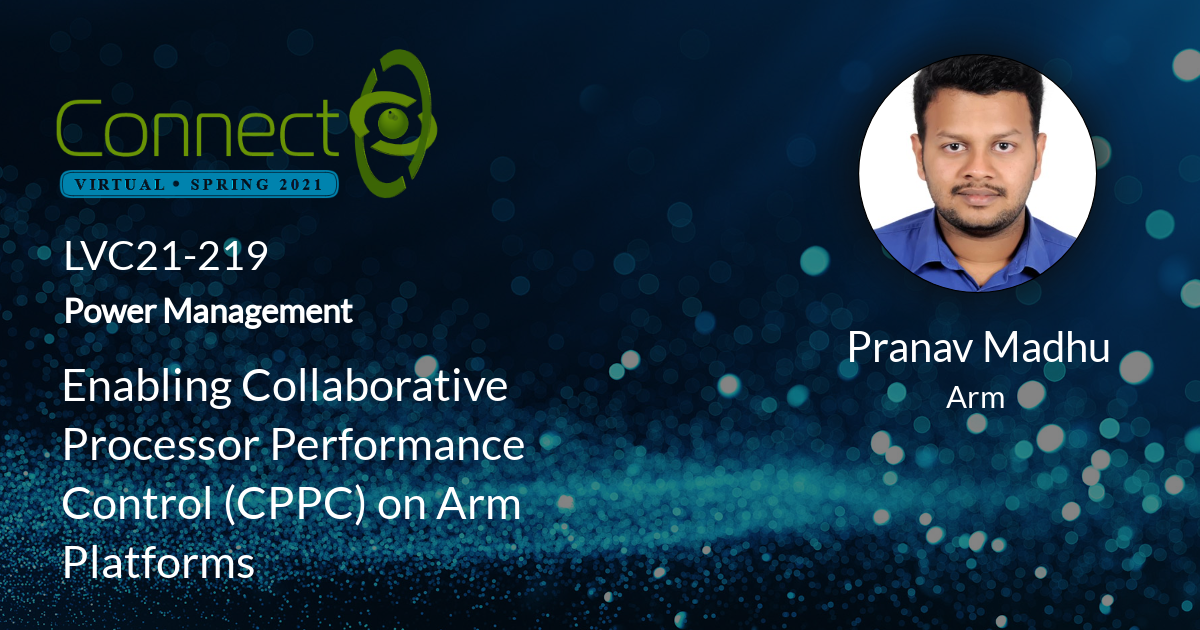 Connect
VIRTUAL • SPRING 2021
LVC21-219
Power Management
Enabling Collaborative
Processor Performance
Control (CPPC) on Arm
Platforms
Pranav Madhu
Arm